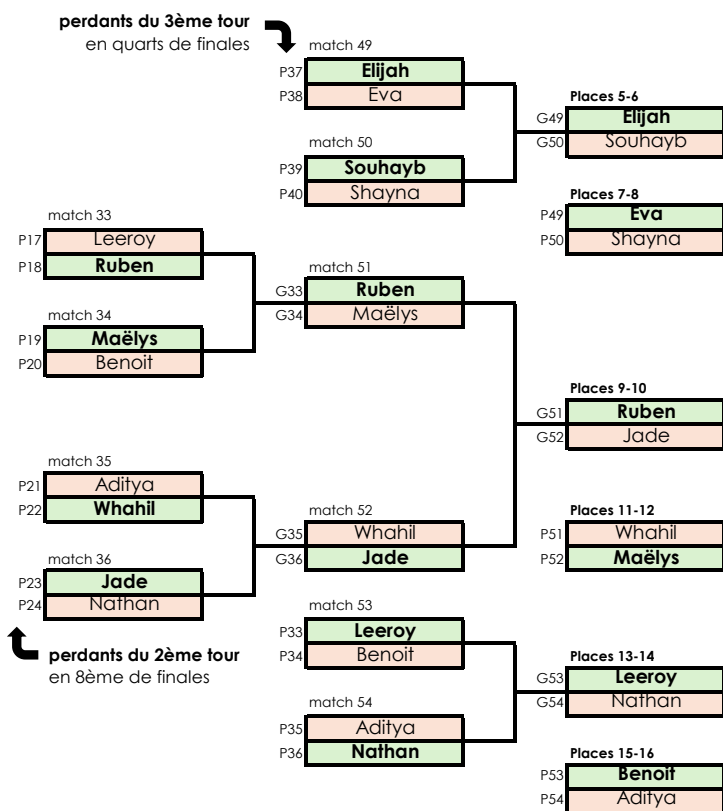 perdants du 3ème tour
en quarts de finales
match 49
P37 Elijah
P38 Eva
match 50
P39 Souhayb
P40 Shayna
Places 5-6
G49 Elijah
G50 Souhayb
Places 7-8
P49 Eva
P50 Shayna
match 33
P17 Leeroy
P18 Ruben
match 34
P19 Maëlys
P20 Benoit
match 51
G33 Ruben
G34 Maëlys
Places 9-10
G51 Ruben
G52 Jade
match 35
P21 Aditya
P22 Whahil
match 36
P23 Jade
P24 Nathan
match 52
G35 Whahil
G36 Jade
Places 11-12
P51 Whahil
P52 Maëlys
perdants du 2ème tour
en 8ème de finales
match 53
P33 Leeroy
P34 Benoit
match 54
P35 Aditya
P36 Nathan
Places 13-14
G53 Leeroy
G54 Nathan
Places 15-16
P53 Benoit
P54 Aditya